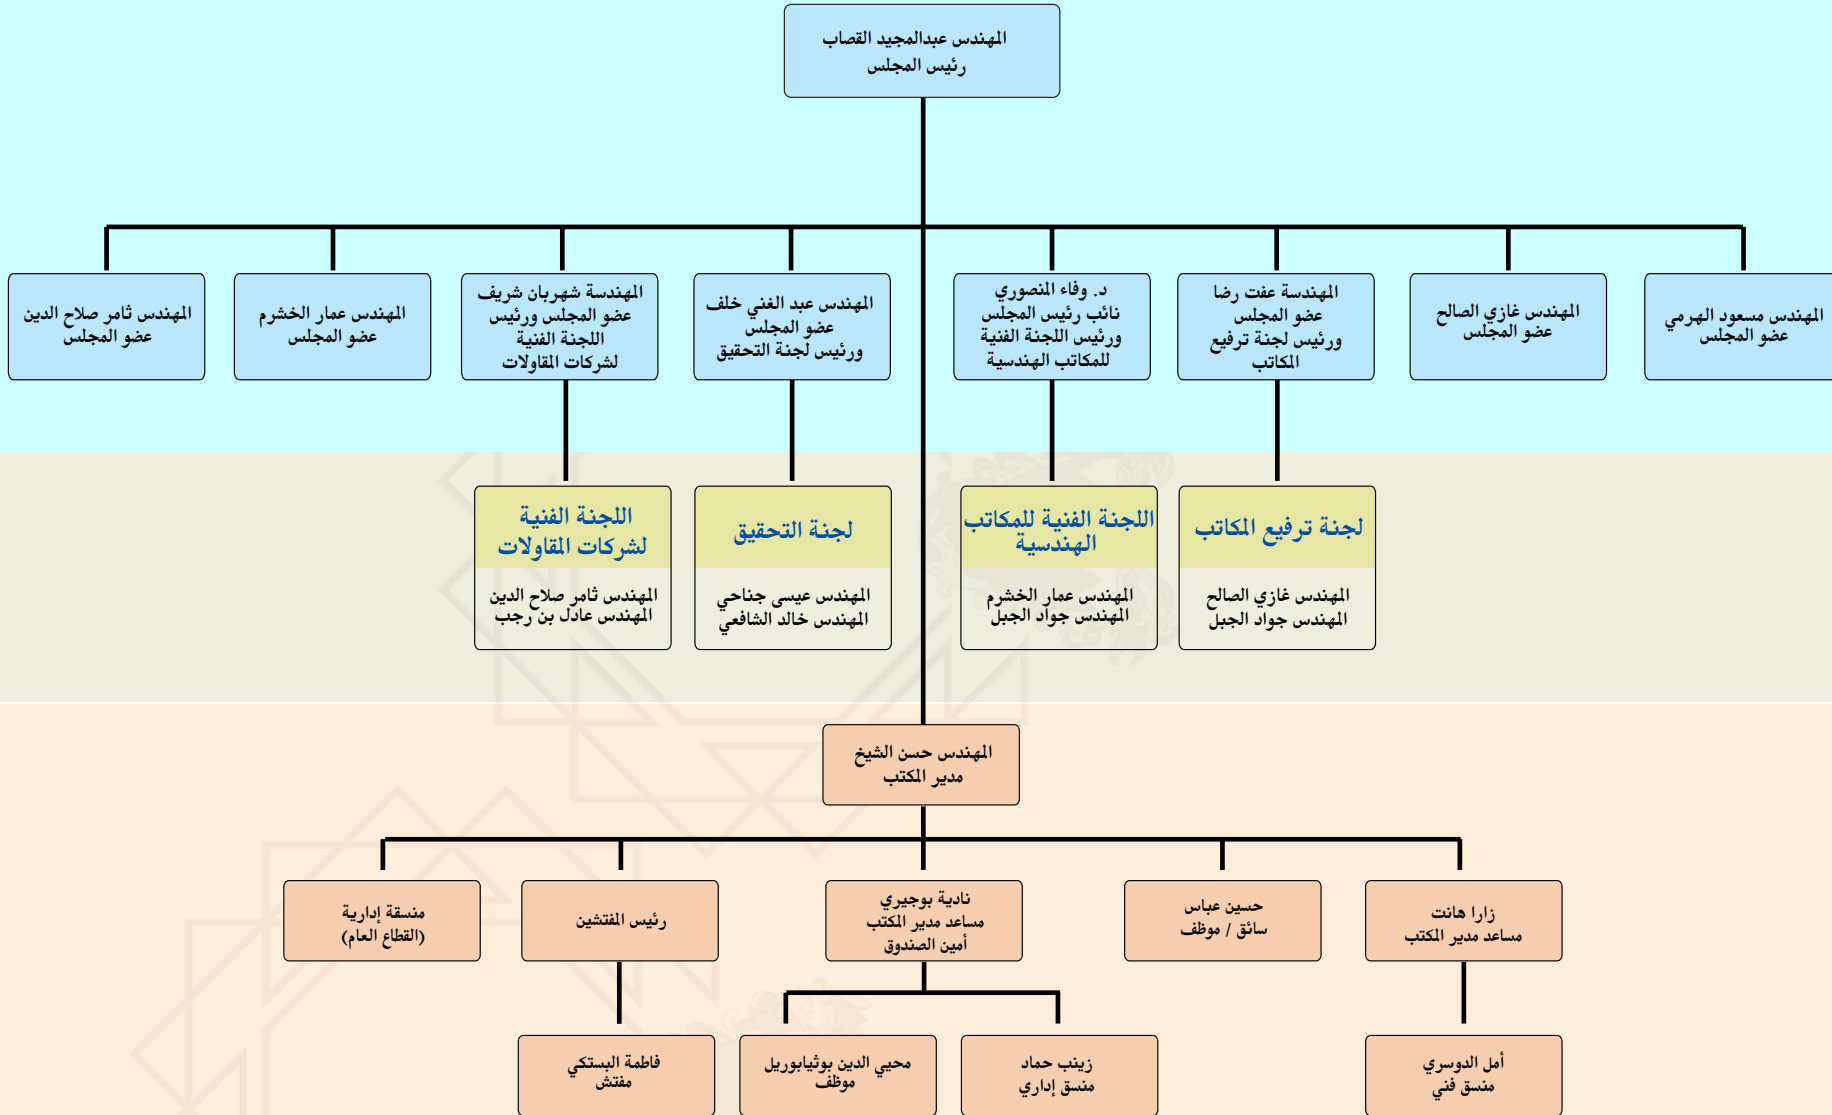 المهندس عبدالمجيد القصاب
رئيس المجلس
المهندس مسعود الهرمي
عضو المجلس
المهندس غازي الصالح
عضو المجلس
المهندسة عفت رضا
عضو المجلس
ورئيس لجنة ترفيع
المكاتب
د. وفاء المنصوري
نائب رئيس المجلس
ورئيس اللجنة الفنية
للمكاتب الهندسية
المهندس عبد الغني خلف
عضو المجلس
ورئيس لجنة التحقيق
المهندسة شهربان شريف
عضو المجلس ورئيس
اللجنة الفنية
لشركات المقاولات
المهندس عمار الخشرم
عضو المجلس
المهندس ثامر صلاح الدين
عضو المجلس
لجنة ترفيع المكاتب
المهندس غازي الصالح
المهندس جواد الجبل
اللجنة الفنية للمكاتب
الهندسية
المهندس عمار الخشرم
المهندس جواد الجبل
لجنة التحقيق
المهندس عيسى جناحي
المهندس خالد الشافعي
اللجنة الفنية
لشركات المقاولات
المهندس ثامر صلاح الدين
المهندس عادل بن رجب
المهندس حسن الشيخ
مدير المكتب
زارا هانت
مساعد مدير المكتب
حسين عباس
سائق / موظف
نادية بوجيري
مساعد مدير المكتب
أمين الصندوق
رئيس المفتشين
منسقة إدارية
(القطاع العام)
أمل الدوسري
منسق فني
زينب حماد
منسق إداري
محيي الدين بوثيابوريل
موظف
فاطمة البستكي
مفتش